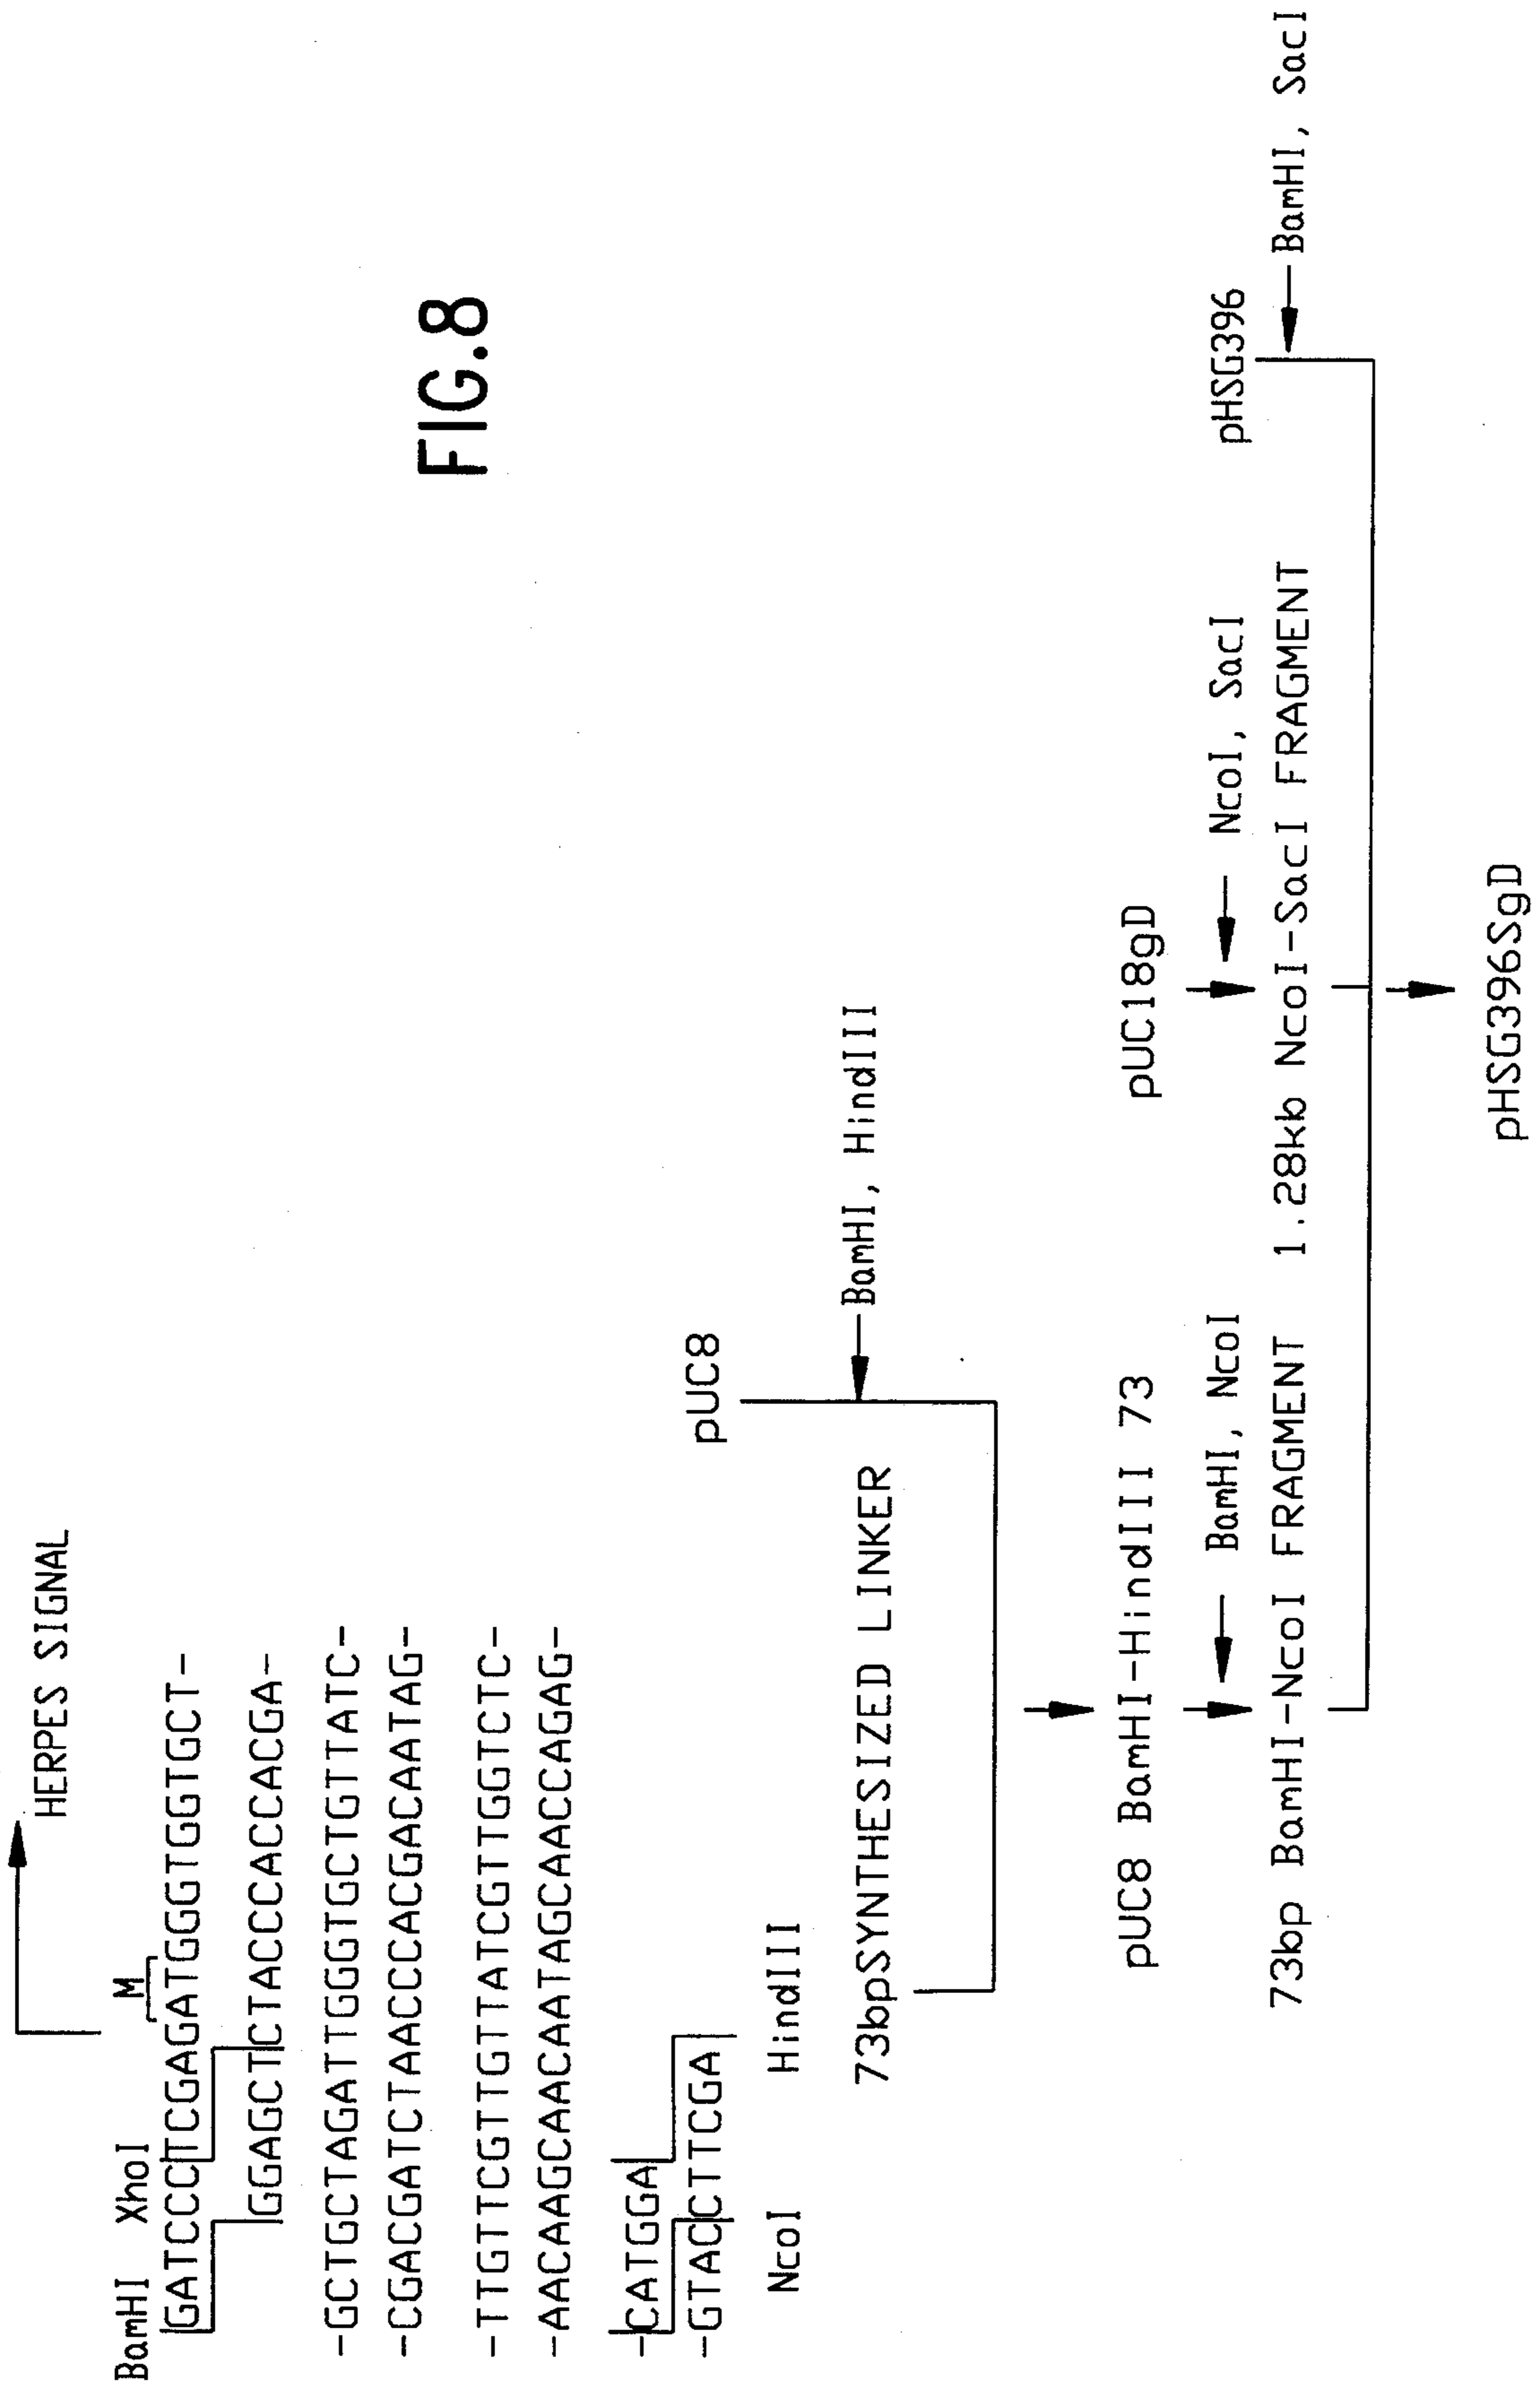 HERPES SIGNAL
BamHI XhoI M
GATCCCTCGAGATGGGTGGTGCT-
GGAGCTCTACCCACCACGA-
-GCTGCTAGATTGGGTGCTGTTATC-
-CGACGATCTAACCCACGACAATAG-
-TTGTTCGTTGTTATCGTTGGTCTC-
-AACAAGCAACAATAGCAACCAGAG-
-CATGGA
-GTACCTTCGA
NcoI HindIII
FIG.8
pUC8
73bpSYNTHESIZED LINKER
BamHI, HindIII
pUC8 BamHI-HindIII 73
pUC18gD
pHSG396
BamHI, NcoI
NcoI, SacI
BamHI, SacI
73bp BamHI-NcoI FRAGMENT
1.28kb NcoI-SacI FRAGMENT
pHSG396SgD